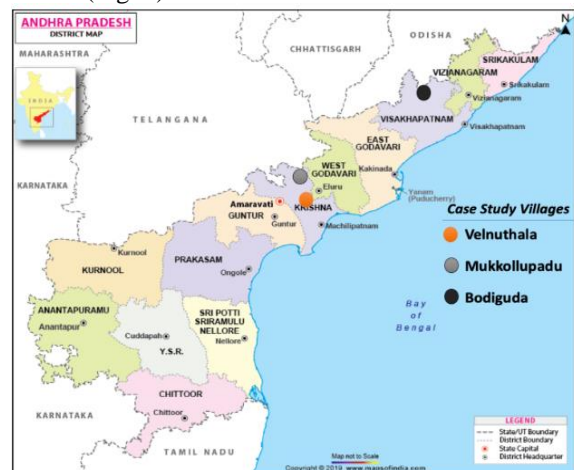 ANDHRA PRADESH
DISTRICT MAP
N
ODISHA
MAHARASHTRA
CHHATTISGARH
SRIKAKULAM
VIZIANAGARAM
Srikakulam
INDIA
Vizianagaram
TELANGANA
VISAKHAPATNAM
Visakhapatnam
EAST
GODAVARI
WEST
GODAVARI
Kakinada
KARNATAKA
Eluru
Yanam
(Puducherry)
Amaravati
KRISHNA
GUNTUR
Guntur
Machilipatnam
Case Study Villages
Velnuthala
Mukkollupadu
Bodiguda
Kurnool
KURNOOL
PRAKASAM
Ongole
ANANTAPURAMU
Anantapur
SRI POTTI
SRIRAMULU
NELLORE
Cuddapah
Nellore
Y.S.R.
Bay
of
Bengal
CHITTOOR
Chittoor
KARNATAKA
TAMIL NADU
LEGEND
State/UT Boundary
District Boundary
State Capital
District Headquarter
Map not to Scale
Copyright © 2019 www.mapsofindia.com